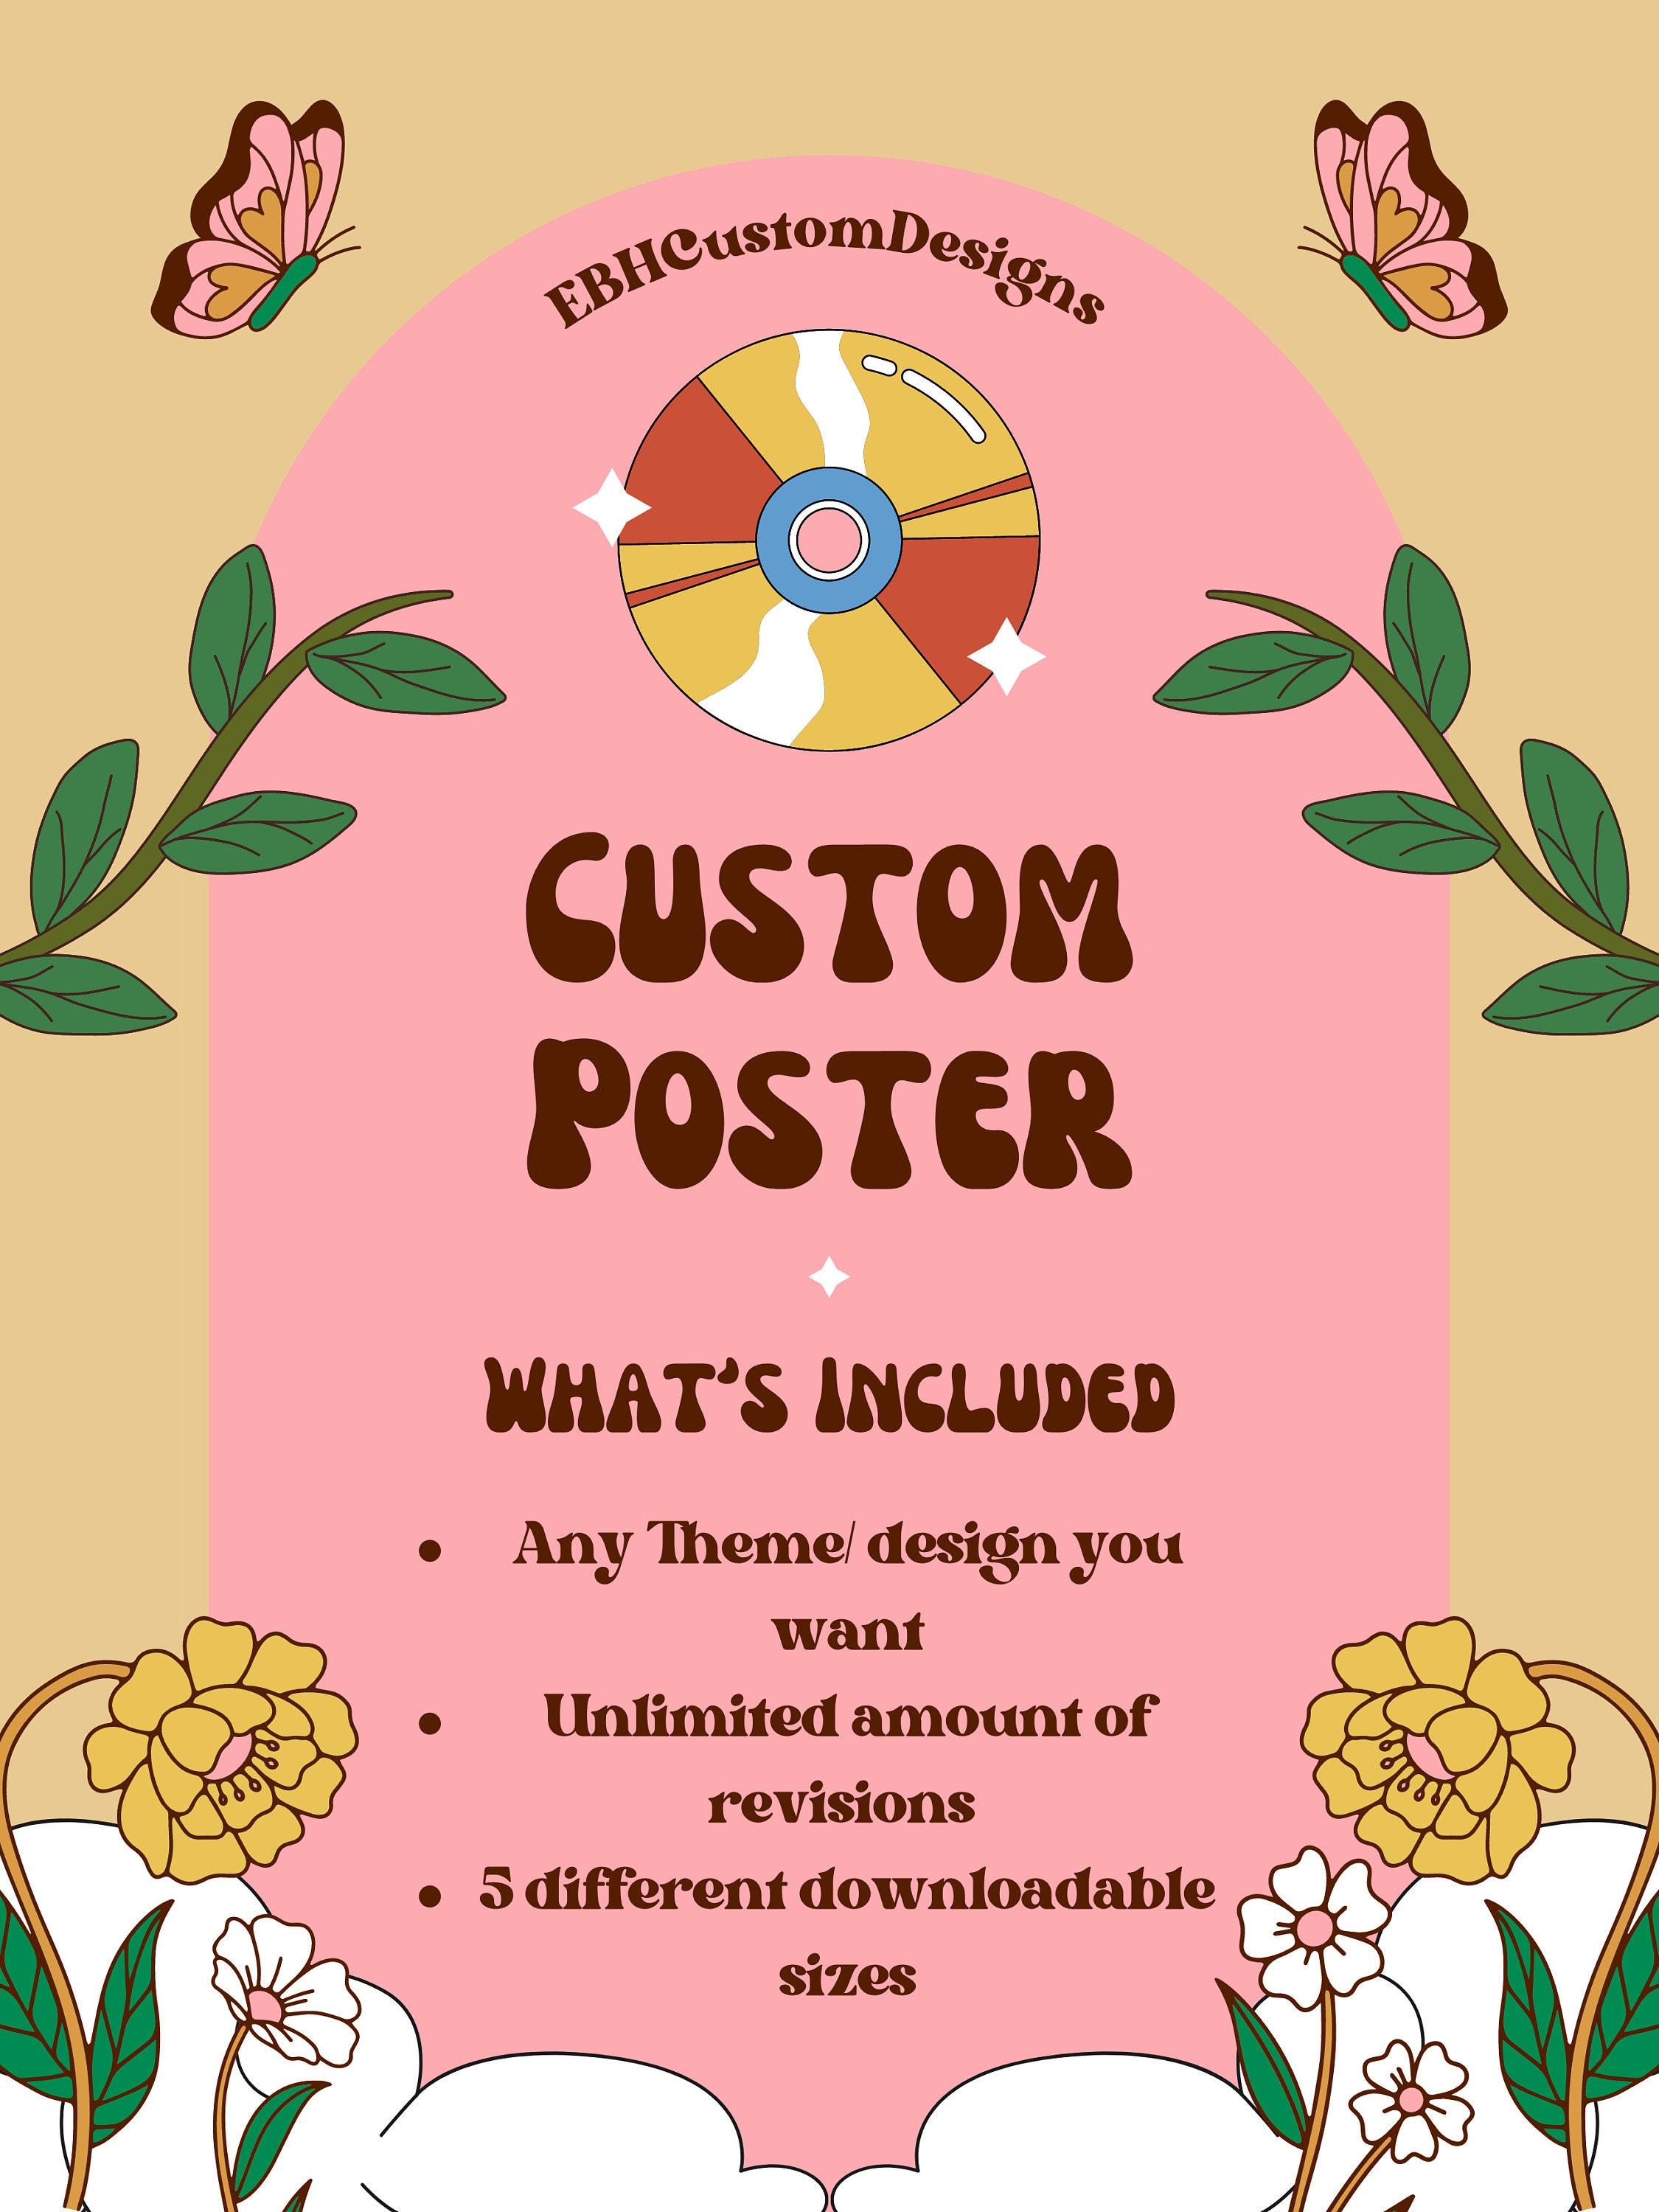 EBHCustomDesigns
CUSTOM
POSTER
WHAT'S INCLUDED
• Any Theme/ design you
want
• Unlimited amount of
revisions
• 5 different downloadable
sizes